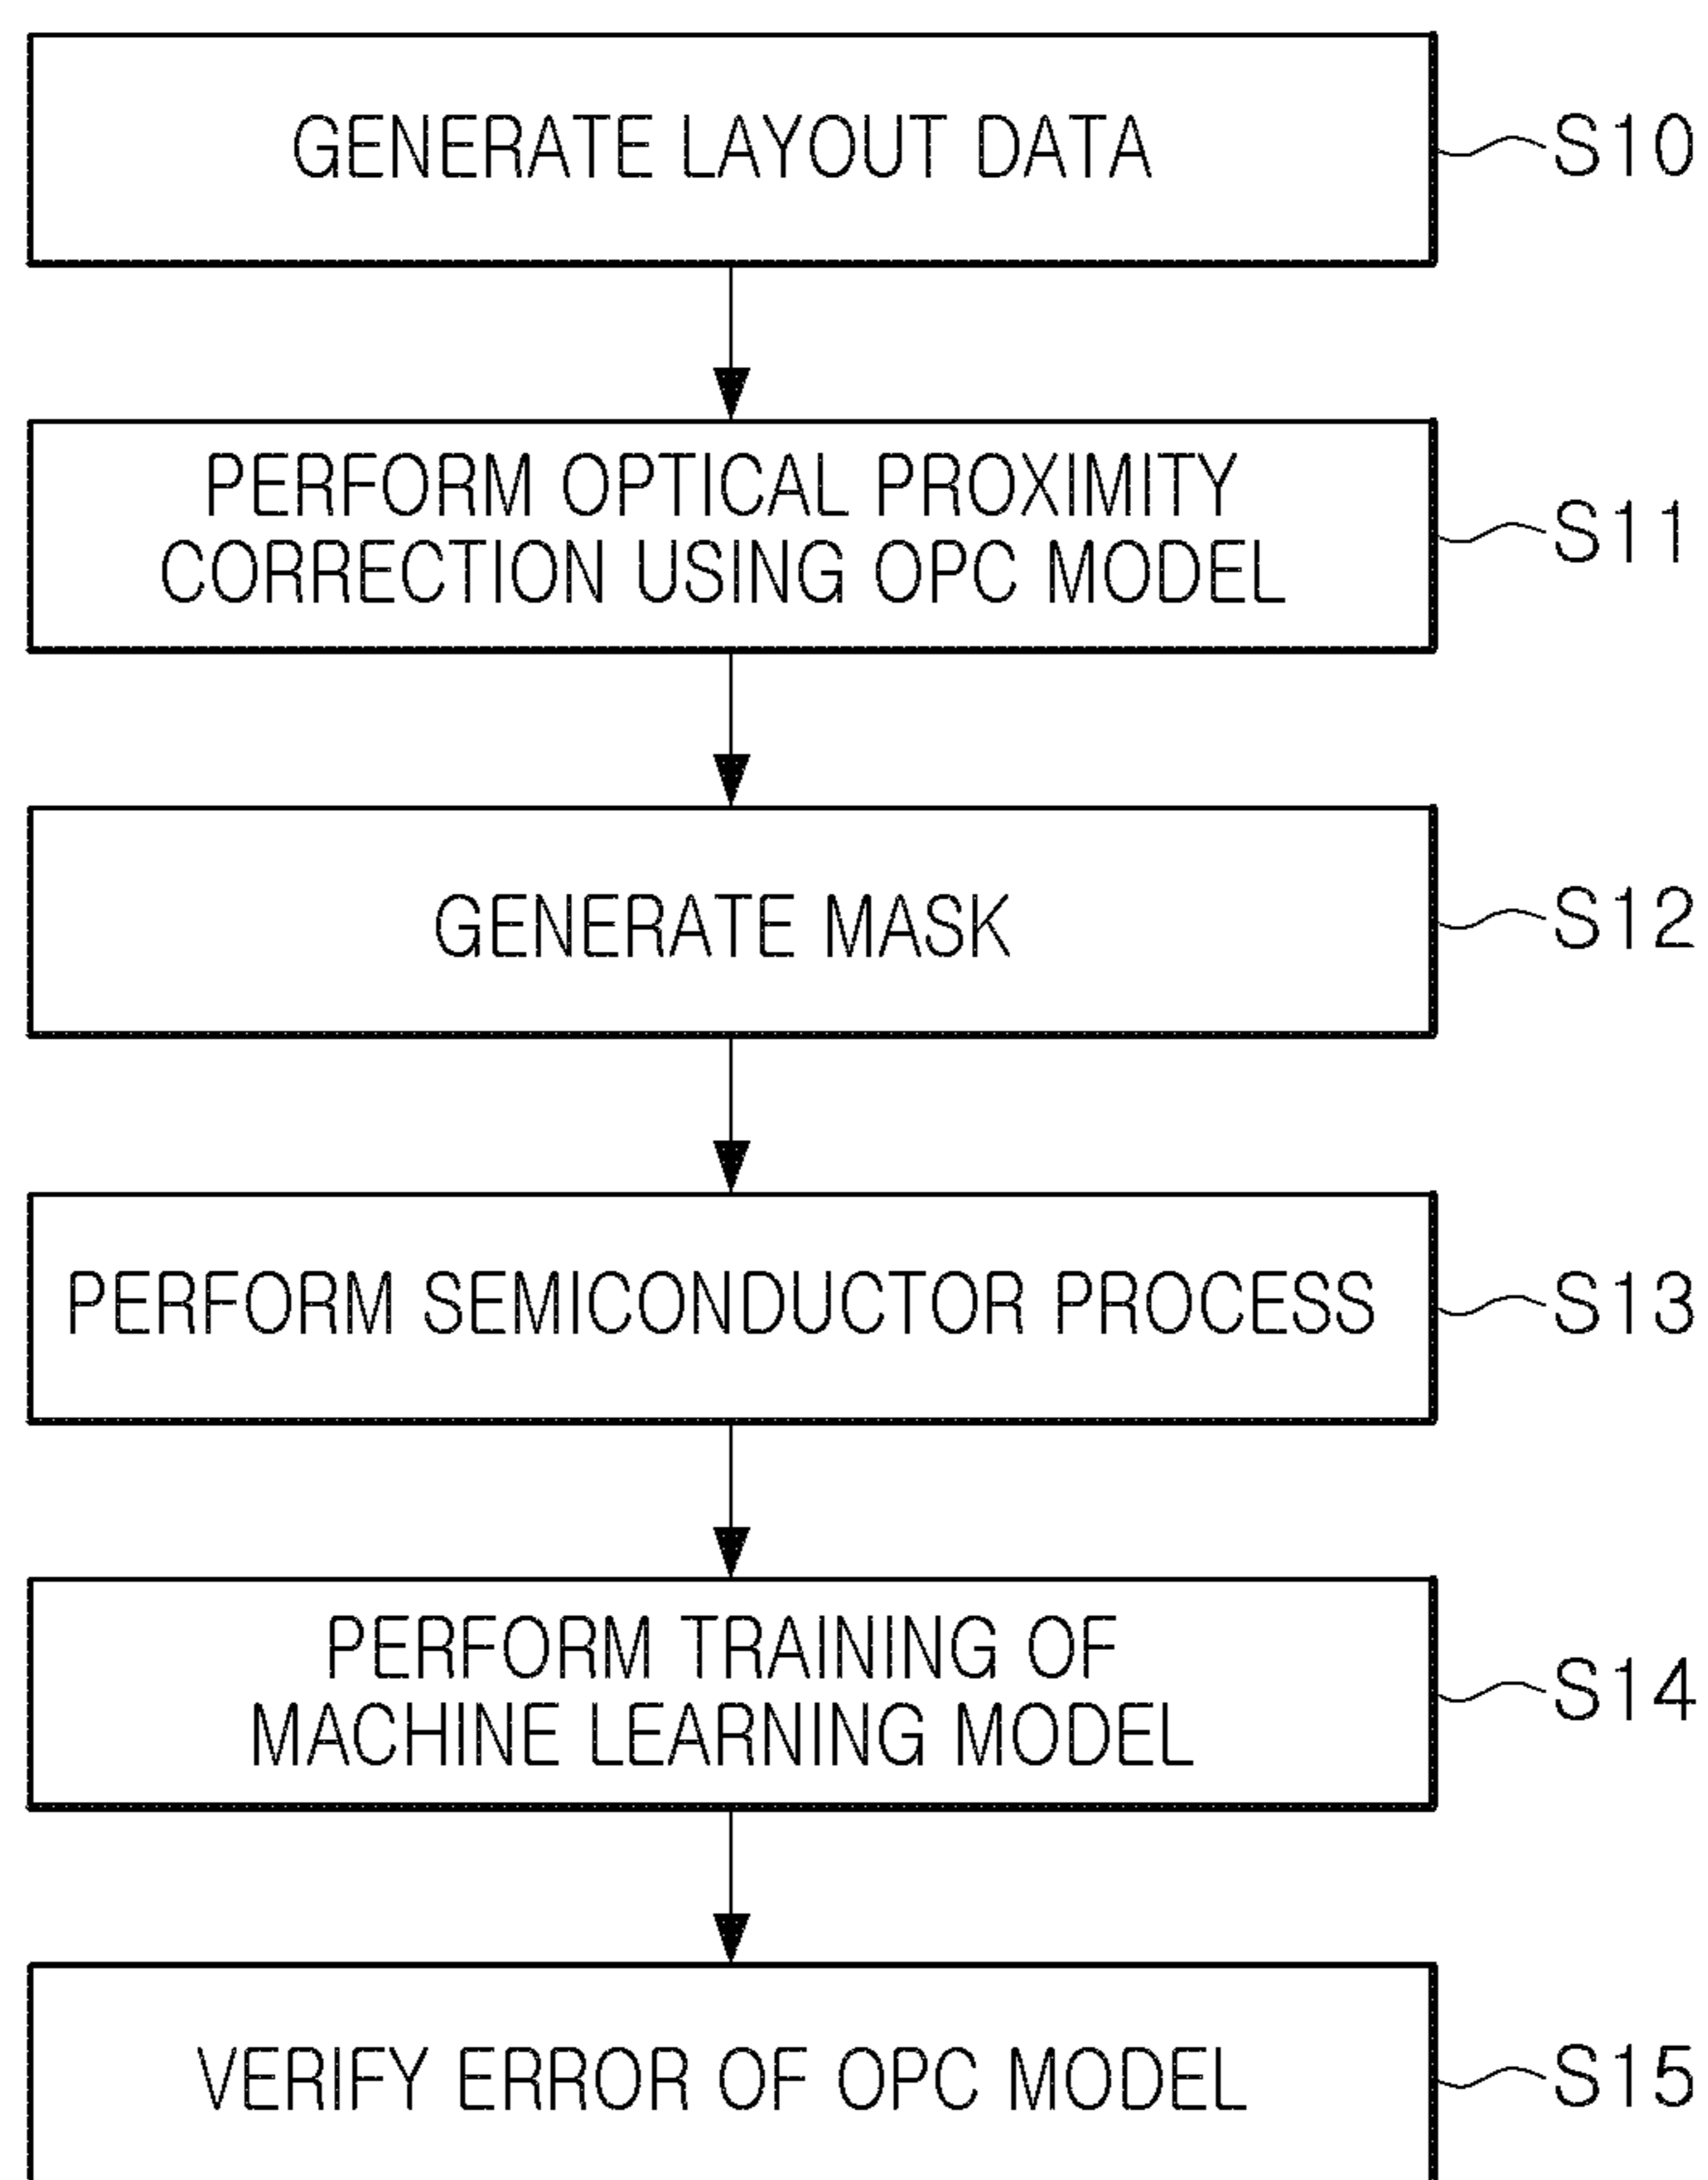 GENERATE LAYOUT DATA
S10
PERFORM OPTICAL PROXIMITY
CORRECTION USING OPC MODEL
S11
GENERATE MASK
S12
PERFORM SEMICONDUCTOR PROCESS
S13
PERFORM TRAINING OF
MACHINE LEARNING MODEL
S14
VERIFY ERROR OF OPC MODEL
S15